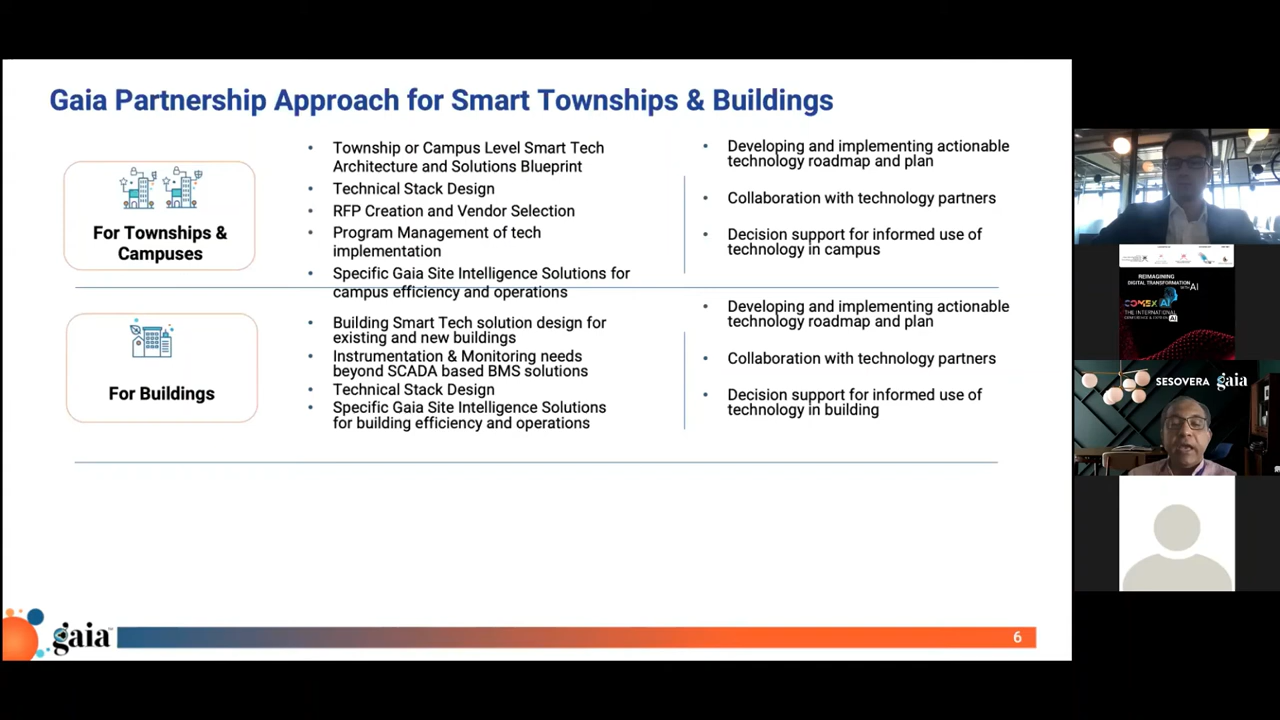 Gaia Partnership Approach for Smart Townships & Buildings
For Townships &
Campuses
• Township or Campus Level Smart Tech
Architecture and Solutions Blueprint
• Technical Stack Design
• RFP Creation and Vendor Selection
• Program Management of tech
implementation
• Specific Gaia Site Intelligence Solutions for
campus efficiency and operations
• Developing and implementing actionable
technology roadmap and plan
• Collaboration with technology partners
• Decision support for informed use of
technology in campus
For Buildings
• Building Smart Tech solution design for
existing and new buildings
• Instrumentation & Monitoring needs
beyond SCADA based BMS solutions
• Technical Stack Design
• Specific Gaia Site Intelligence Solutions
for building efficiency and operations
• Developing and implementing actionable
technology roadmap and plan
• Collaboration with technology partners
• Decision support for informed use of
technology in building
gaia
6
REIMAGINING
DIGITAL TRANSFORMATION
WITH AI
COMEX AI
THE INTERNATIONAL
SESOVERA gaia